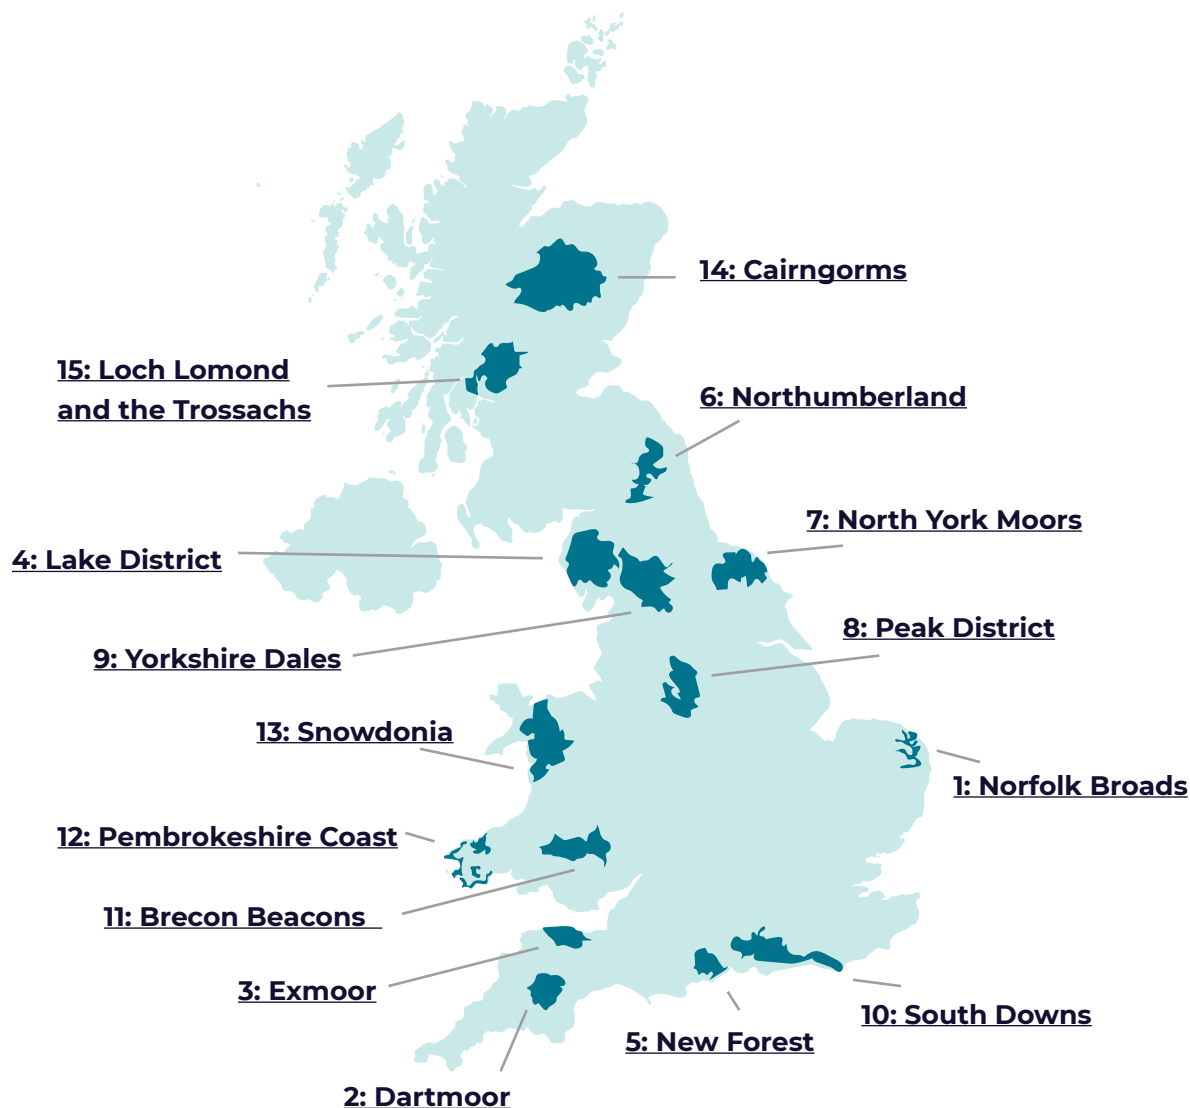 14: Cairngorms
15: Loch Lomond
and the Trossachs
6: Northumberland
7: North York Moors
4: Lake District
8: Peak District
9: Yorkshire Dales
13: Snowdonia
1: Norfolk Broads
12: Pembrokeshire Coast
11: Brecon Beacons
3: Exmoor
10: South Downs
5: New Forest
2: Dartmoor